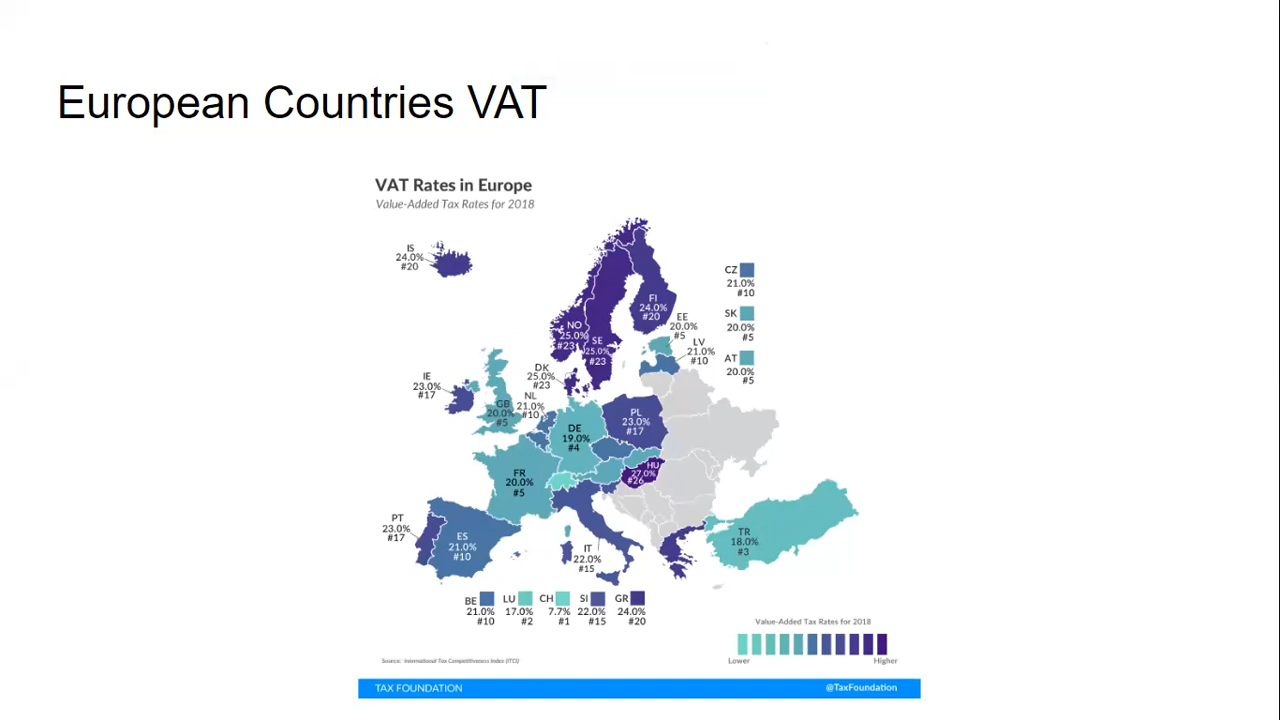 European Countries VAT
VAT Rates in Europe
Value-Added Tax Rates for 2018
IS
24.0%
#20
NO
25.0%
#23
SE
25.0%
#23
FI
24.0%
#20
EE
20.0%
#5
LV
21.0%
#10
CZ
21.0%
#10
SK
20.0%
#5
AT
20.0%
#5
DK
25.0%
#23
IE
23.0%
#17
GB
20.0%
#5
NL
21.0%
#10
DE
19.0%
#4
PL
23.0%
#17
HU
27.0%
#26
FR
20.0%
#5
PT
23.0%
#17
ES
21.0%
#10
IT
22.0%
#15
TR
18.0%
#3
BE
21.0%
#10
LU
17.0%
#2
CH
7.7%
#1
SI
22.0%
#15
GR
24.0%
#20
Value-Added Tax Rates for 2018
Lower Higher
Source: International Tax Competitiveness Index (ITCI)
TAX FOUNDATION @TaxFoundation